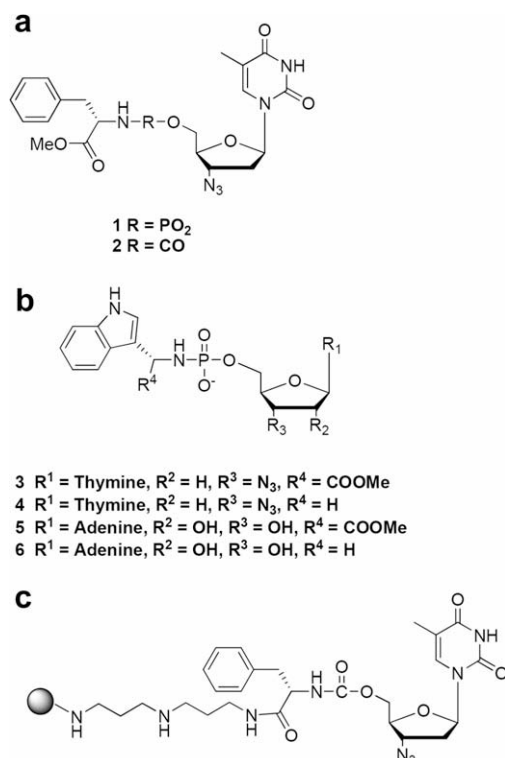 a
O
NH
N O
H
N-R-O
O
MeO
O
N₃
1 R = PO₂
2 R = CO
b
H
N
O
R₁
H
N-P-O
O
R⁴
O⁻
R₃ R₂
3 R¹ = Thymine, R² = H, R³ = N₃, R⁴ = COOMe
4 R¹ = Thymine, R² = H, R³ = N₃, R⁴ = H
5 R¹ = Adenine, R² = OH, R³ = OH, R⁴ = COOMe
6 R¹ = Adenine, R² = OH, R³ = OH, R⁴ = H
c
O
NH
O
H
N
O
N O
O
H
N
N
H
N
H
O
N₃